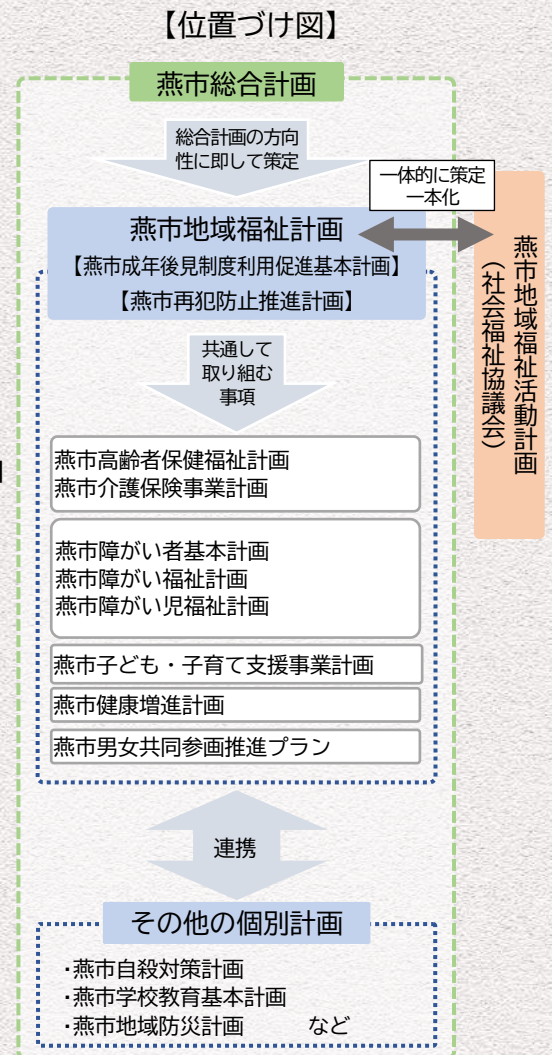 【位置づけ図】
燕市総合計画
総合計画の方向
性に即して策定
一体的に策定
一本化
燕市地域福祉計画
【燕市成年後見制度利用促進基本計画】
【燕市再犯防止推進計画】
燕市地域福祉活動計画
（社会福祉協議会）
共通して
取り組む
事項
燕市高齢者保健福祉計画
燕市介護保険事業計画
燕市障がい者基本計画
燕市障がい福祉計画
燕市障がい児福祉計画
燕市子ども・子育て支援事業計画
燕市健康増進計画
燕市男女共同参画推進プラン
連携
その他の個別計画
・燕市自殺対策計画
・燕市学校教育基本計画
・燕市地域防災計画　　　など